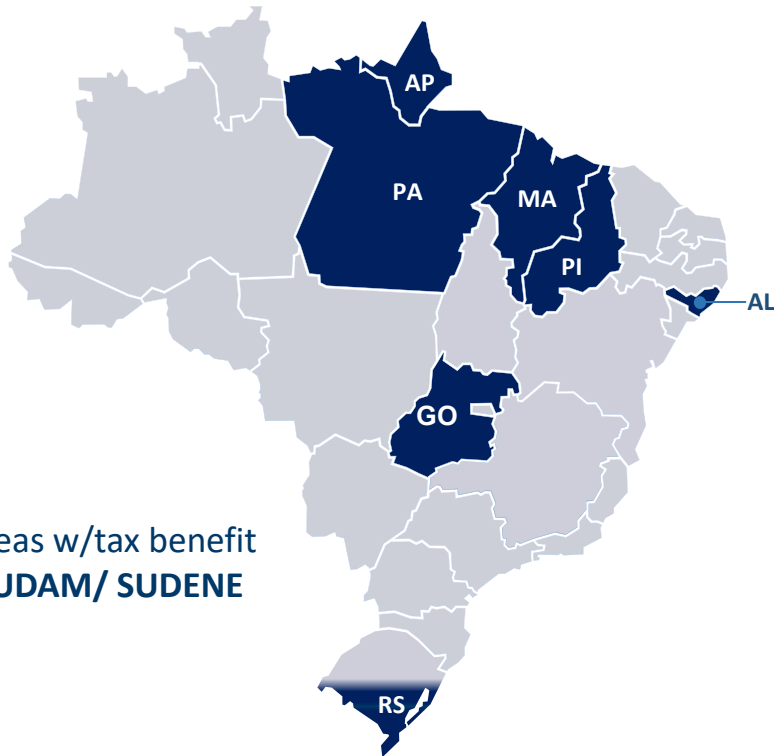 AP
PA
MA
PI
AL
GO
eas w/tax benefit
UDAM/ SUDENE
RS